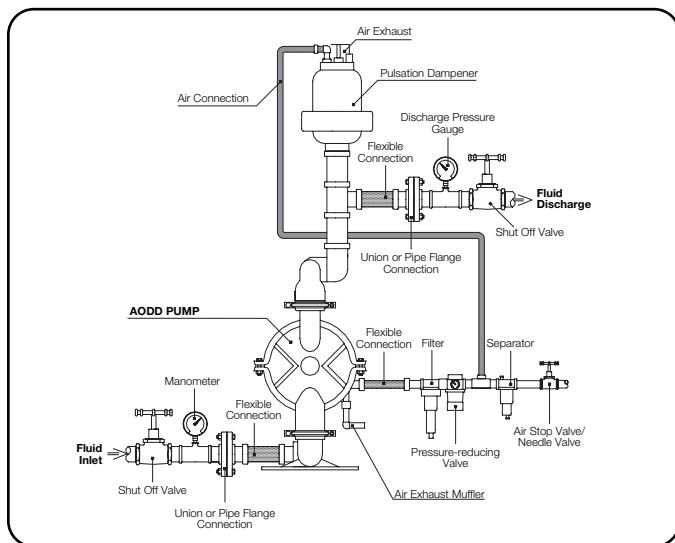 Air Exhaust
Pulsation Dampener
Air Connection
Discharge Pressure
Gauge
Flexible
Connection
Fluid
Discharge
Shut Off Valve
Union or Pipe Flange
Connection
AODD PUMP
Flexible
Connection
Filter
Separator
Manometer
Flexible
Connection
Fluid
Inlet
Shut Off Valve
Union or Pipe Flange
Connection
Air Stop Valve/
Needle Valve
Pressure-reducing
Valve
Air Exhaust Muffler